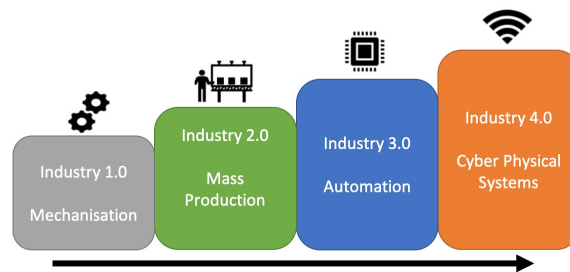 Industry 1.0
Mechanisation
Industry 2.0
Mass
Production
Industry 3.0
Automation
Industry 4.0
Cyber Physical
Systems